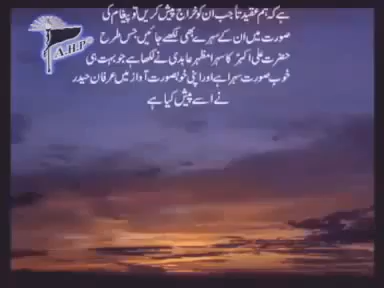 ہے کہ ہم عقیدتاً جب ان کو خراج پیش کریں تو پیغام کی
صورت میں ان کے سہرے بھی لکھے جائیں جس طرح
حضرت علی اکبرؑ کا سہرا مظہر عابدی نے لکھا ہے جو بہت ہی
خوب صورت سہرا ہے اور اپنی خوبصورت آواز میں عرفان حیدر
نے اسے پیش کیا ہے
A.H.P